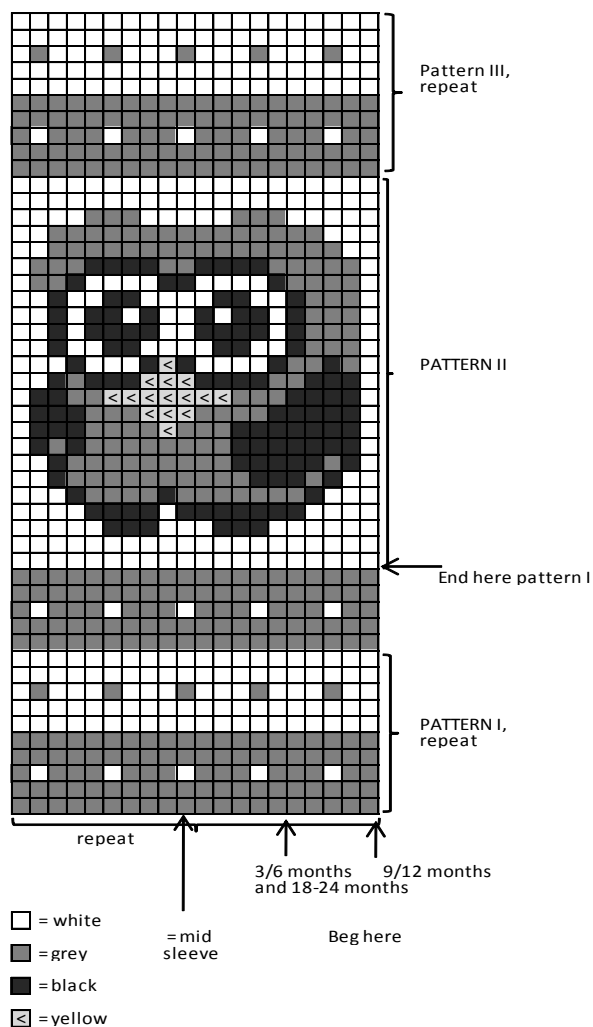 Pattern III,
repeat
PATTERN II
End here pattern I
PATTERN I,
repeat
repeat
3/6 months
and 18-24 months
9/12 months
=mid
sleeve
Beg here
= white
=grey
=black
< =yellow